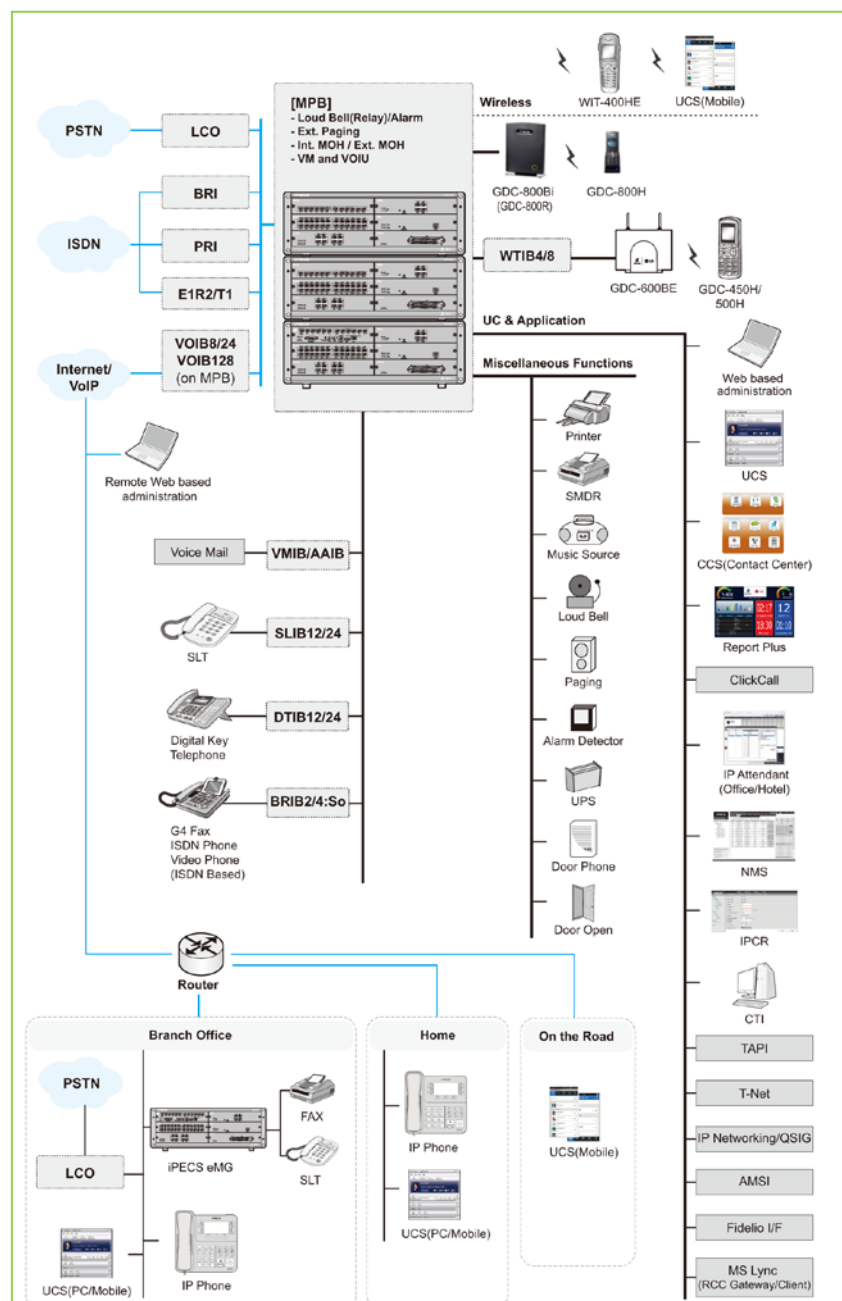 [MPB]
- Loud Bell(Relay)/Alarm
- Ext. Paging
- Int. MOH / Ext. MOH
- VM and VOIU
PSTN
LCO
BRI
ISDN
PRI
E1R2/T1
Internet/
VoIP
VOIB8/24
VOIB128
(on MPB)
Remote Web based
administration
Wireless
WIT-400HE
UCS(Mobile)
GDC-800Bi
(GDC-800R)
GDC-800H
WTIB4/8
GDC-600BE
GDC-450H/
500H
UC & Application
Miscellaneous Functions
Printer
SMDR
Music Source
Loud Bell
Paging
Alarm Detector
UPS
Door Phone
Door Open
Web based
administration
UCS
CCS(Contact Center)
02:17
12
13:30
01:10
Report Plus
ClickCall
IP Attendant
(Office/Hotel)
NMS
IPCR
CTI
TAPI
T-Net
IP Networking/QSIG
AMSI
Fidelio I/F
MS Lync
(RCC Gateway/Client)
Voice Mail
VMIB/AAIB
SLT
SLIB12/24
Digital Key
Telephone
DTIB12/24
G4 Fax
ISDN Phone
Video Phone
(ISDN Based)
BRIB2/4:So
Router
Branch Office
PSTN
LCO
iPECS eMG
FAX
SLT
UCS(PC/Mobile)
IP Phone
Home
IP Phone
UCS(PC/Mobile)
On the Road
UCS(Mobile)